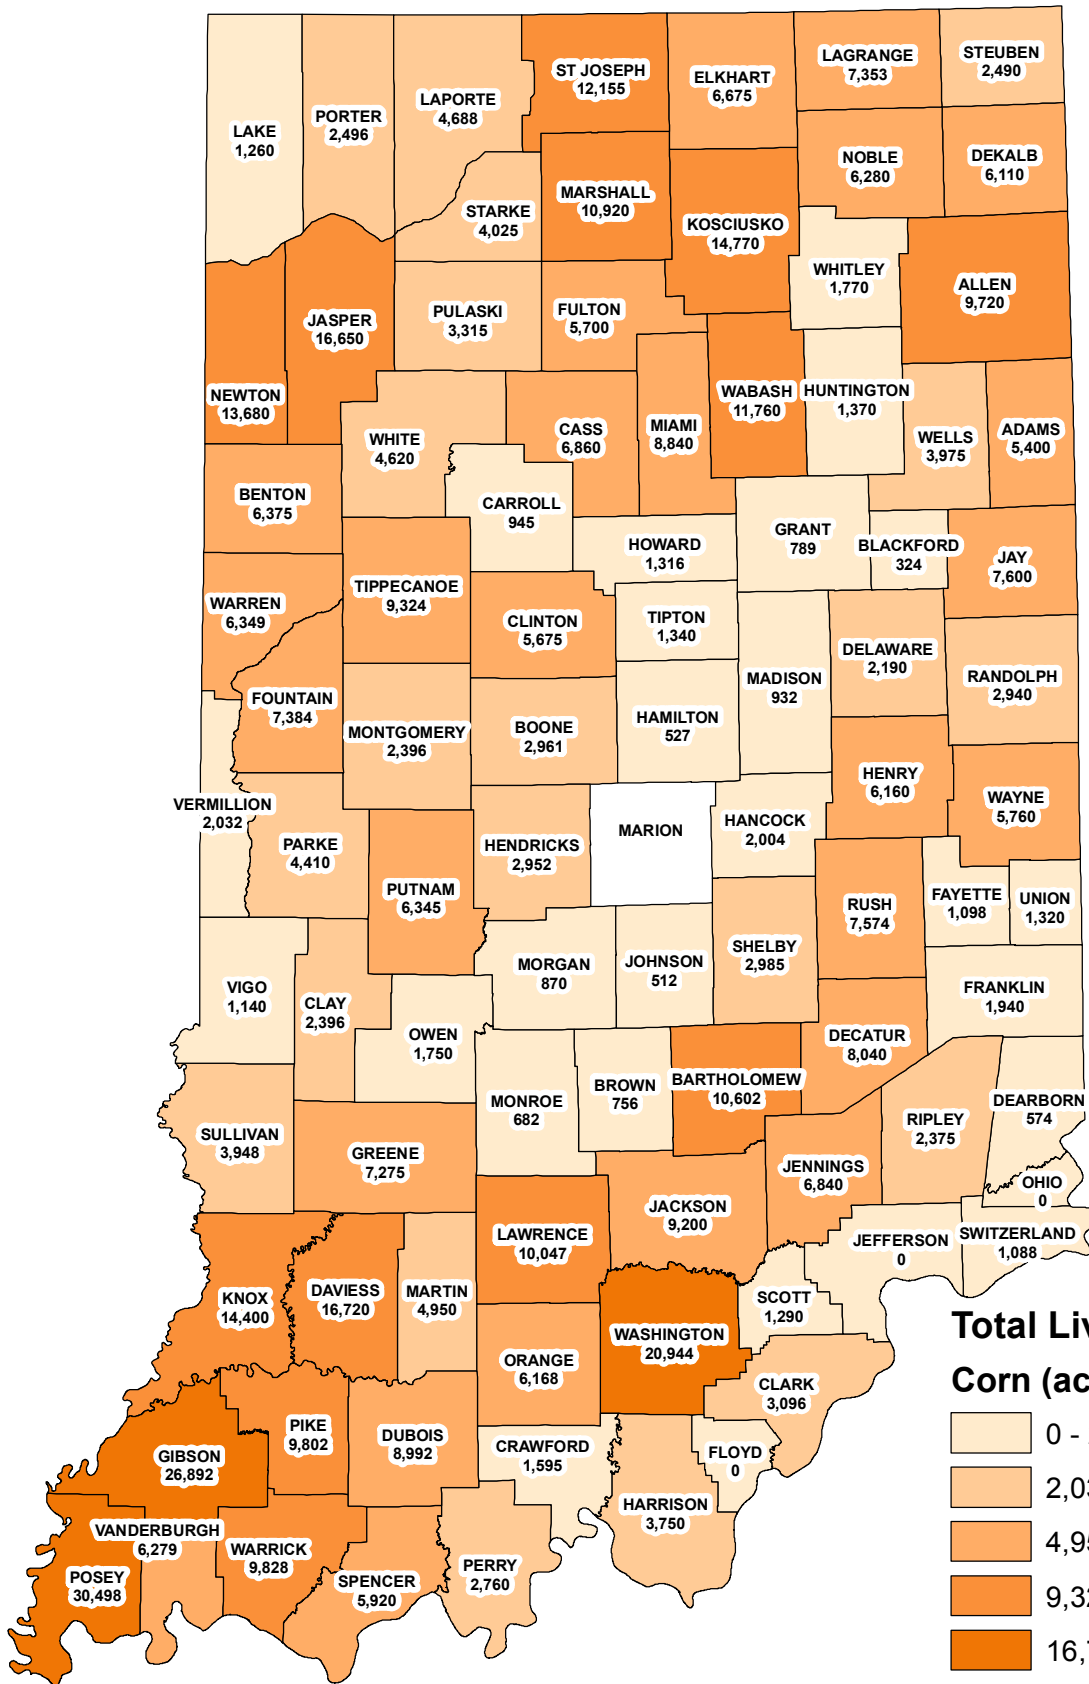 ST JOSEPH
12,155
ELKHART
6,675
LAGRANGE
7,353
STEUBEN
2,490
LAKE
1,260
PORTER
2,496
LAPORTE
4,688
NOBLE
6,280
DEKALB
6,110
STARKE
4,025
MARSHALL
10,920
KOSCIUSKO
14,770
WHITLEY
1,770
ALLEN
9,720
JASPER
16,650
PULASKI
3,315
FULTON
5,700
NEWTON
13,680
WABASH
11,760
HUNTINGTON
1,370
WHITE
4,620
CASS
6,860
MIAMI
8,840
WELLS
3,975
ADAMS
5,400
BENTON
6,375
CARROLL
945
HOWARD
1,316
GRANT
789
BLACKFORD
324
JAY
7,600
WARREN
6,349
TIPPECANOE
9,324
CLINTON
5,675
TIPTON
1,340
MADISON
932
DELAWARE
2,190
RANDOLPH
2,940
FOUNTAIN
7,384
MONTGOMERY
2,396
BOONE
2,961
HAMILTON
527
HENRY
6,160
WAYNE
5,760
VERMILLION
2,032
PARKE
4,410
PUTNAM
6,345
HENDRICKS
2,952
MARION
HANCOCK
2,004
RUSH
7,574
FAYETTE
1,098
UNION
1,320
VIGO
1,140
CLAY
2,396
OWEN
1,750
MORGAN
870
JOHNSON
512
SHELBY
2,985
FRANKLIN
1,940
DECATUR
8,040
SULLIVAN
3,948
GREENE
7,275
MONROE
682
BROWN
756
BARTHOLOMEW
10,602
RIPLEY
2,375
DEARBORN
574
OHIO
0
JENNINGS
6,840
JACKSON
9,200
LAWRENCE
10,047
JEFFERSON
0
SWITZERLAND
1,088
KNOX
14,400
DAVIESS
16,720
MARTIN
4,950
SCOTT
1,290
WASHINGTON
20,944
ORANGE
6,168
CLARK
3,096
PIKE
9,802
DUBOIS
8,992
CRAWFORD
1,595
FLOYD
0
GIBSON
26,892
HARRISON
3,750
VANDERBURGH
6,279
WARRICK
9,828
POSEY
30,498
SPENCER
5,920
PERRY
2,760
Total
Corn
0 -